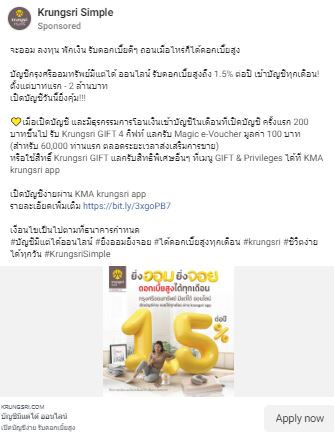 Krungsri Simple
Sponsored
จะออม ลงทุน พักเงิน รับดอกเบี้ยดีๆ ถอนเมื่อไหร่ก็ได้ดอกเบี้ยสูง
บัญชีกรุงศรีออมทรัพย์มีแต่ได้ ออนไลน์ รับดอกเบี้ยสูงถึง 1.5% ต่อปี เข้าบัญชีทุกเดือน!
ตั้งแต่บาทแรก - 2 ล้านบาท
เปิดบัญชีวันนี้ยิ่งคุ้ม!!!
💛เมื่อเปิดบัญชี และมีธุรกรรมการโอนเงินเข้าบัญชีในเดือนที่เปิดบัญชี ครั้งแรก 200
บาทขึ้นไป รับ Krungsri GIFT 4 กิ๊ฟท์ แลกรับ Magic e-Voucher มูลค่า 100 บาท
(สำหรับ 60,000 ท่านแรก ตลอดระยะเวลาส่งเสริมการขาย)
หรือใช้สิทธิ์ Krungsri GIFT แลกรับสิทธิพิเศษอื่นๆ ที่เมนู GIFT & Privileges ได้ที่ KMA
krungsri app
เปิดบัญชีง่ายผ่าน KMA krungsri app
รายละเอียดเพิ่มเติม https://bit.ly/3xgoPB7
เงื่อนไขเป็นไปตามที่ธนาคารกำหนด
#บัญชีมีแต่ได้ออนไลน์ #ยิ่งออมยิ่งจอย #ได้ดอกเบี้ยสูงทุกเดือน #krungsri #ชีวิตง่าย
ได้ทุกวัน #KrungsriSimple
ยิ่งออมยิ่งจอย
ดอกเบี้ยสูงได้ทุกเดือน
กรุงศรีออมทรัพย์ มีแต่ได้ ออนไลน์
1.5% ต่อปี
KRUNGSRI.COM
บัญชีมีแต่ได้ ออนไลน์
เปิดบัญชีง่าย รับดอกเบี้ยสูง
Apply now